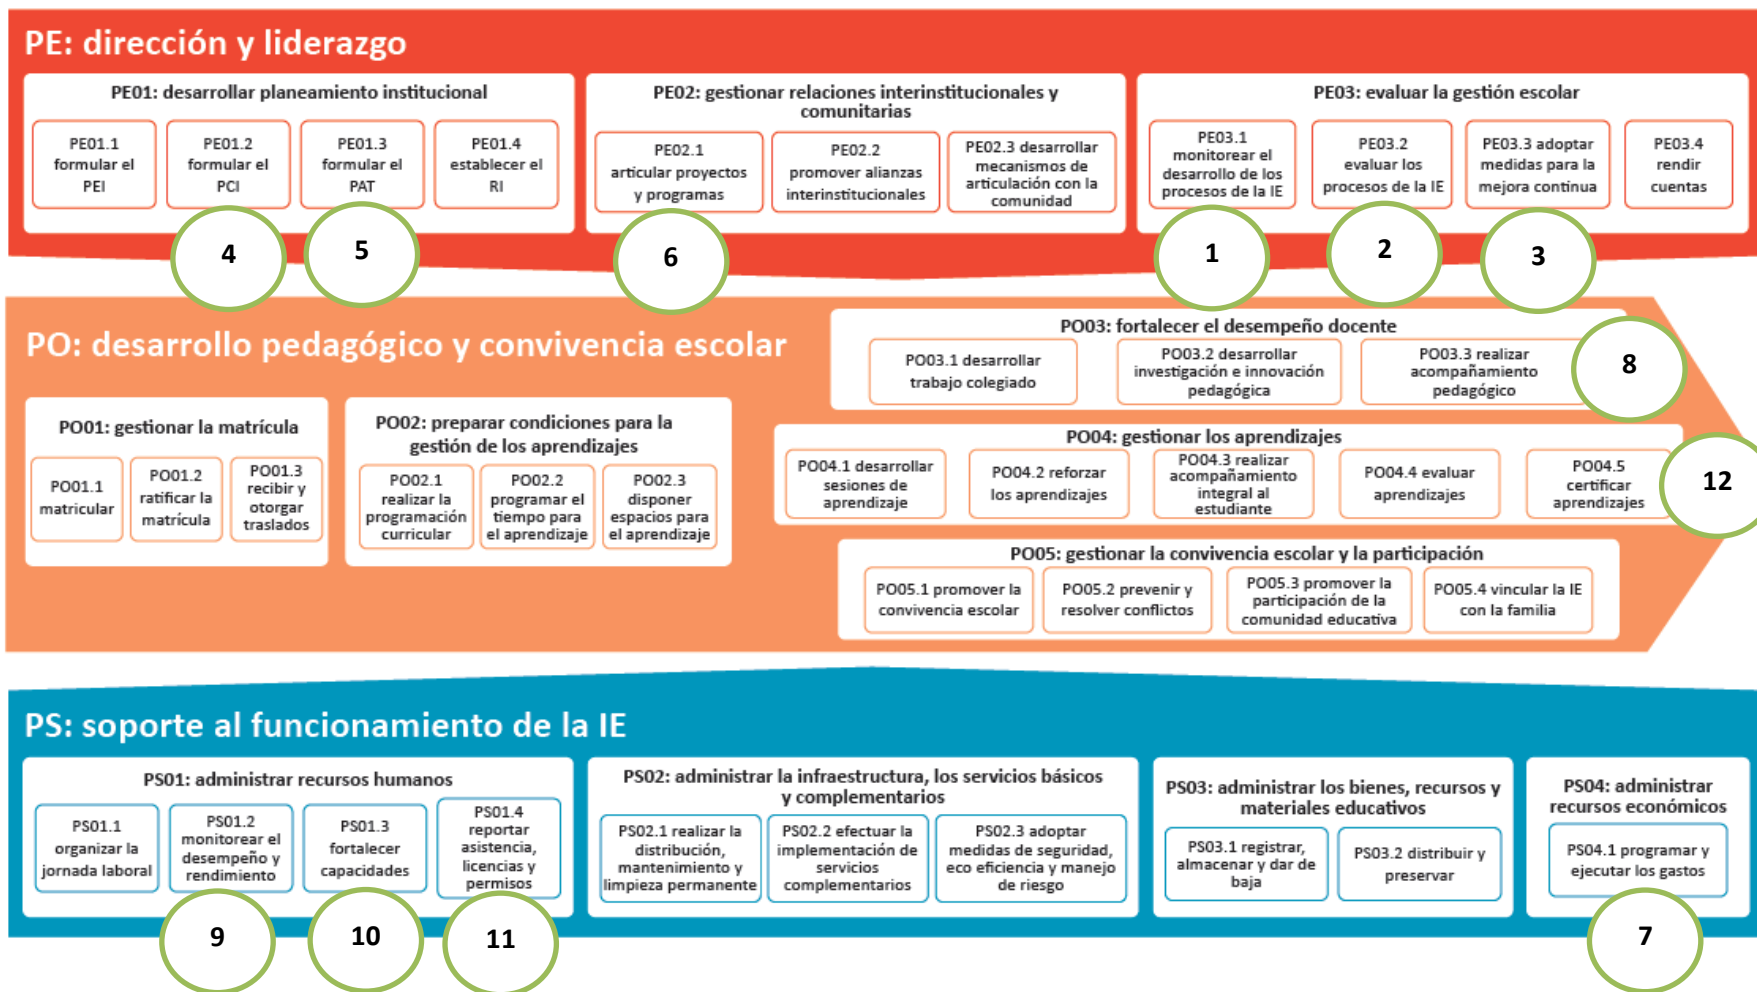 PE: dirección y liderazgo
PE01: desarrollar planeamiento institucional
PE01.1
formular el
PEI
PE01.2
formular el
PCI
PE01.3
formular el
PAT
PE01.4
establecer el
RI
PE02: gestionar relaciones interinstitucionales y
comunitarias
PE02.1
articular proyectos
y programas
PE02.2
promover alianzas
interinstitucionales
PE02.3 desarrollar
mecanismos de
articulación con la
comunidad
PE03: evaluar la gestión escolar
PE03.1
monitorear el
desarrollo de los
procesos de la IE
PE03.2
evaluar los
procesos de la IE
PE03.3 adoptar
medidas para la
mejora continua
PE03.4
rendir
cuentas
4
5
6
1
2
3
PO: desarrollo pedagógico y convivencia escolar
PO01: gestionar la matrícula
PO01.1
matricular
PO01.2
ratificar la
matrícula
PO01.3
recibir y
otorgar
traslados
PO02: preparar condiciones para la
gestión de los aprendizajes
PO02.1
realizar la
programación
curricular
PO02.2
programar el
tiempo para
el aprendizaje
PO02.3
disponer
espacios para
el aprendizaje
PO03: fortalecer el desempeño docente
PO03.1 desarrollar
trabajo colegiado
PO03.2 desarrollar
investigación e innovación
pedagógica
PO03.3 realizar
acompañamiento
pedagógico
8
PO04: gestionar los aprendizajes
PO04.1 desarrollar
sesiones de
aprendizaje
PO04.2 reforzar
los aprendizajes
PO04.3 realizar
acompañamiento
integral al
estudiante
PO04.4 evaluar
aprendizajes
PO04.5
certificar
aprendizajes
12
PO05: gestionar la convivencia escolar y la participación
PO05.1 promover la
convivencia escolar
PO05.2 prevenir y
resolver conflictos
PO05.3 promover la
participación de la
comunidad educativa
PO05.4 vincular la IE
con la familia
PS: soporte al funcionamiento de la IE
PS01: administrar recursos humanos
PS01.1
organizar la
jornada laboral
PS01.2
monitorear el
desempeño y
rendimiento
PS01.3
fortalecer
capacidades
PS01.4
reportar
asistencia,
licencias y
permisos
PS02: administrar la infraestructura, los servicios básicos
y complementarios
PS02.1 realizar la
distribución,
mantenimiento y
limpieza permanente
PS02.2 efectuar la
implementación de
servicios
complementarios
PS02.3 adoptar
medidas de seguridad,
eco eficiencia y manejo
de riesgo
PS03: administrar los bienes, recursos y
materiales educativos
PS03.1 registrar,
almacenar y dar de
baja
PS03.2 distribuir y
preservar
PS04: administrar
recursos económicos
PS04.1 programar y
ejecutar los gastos
9
10
11
7